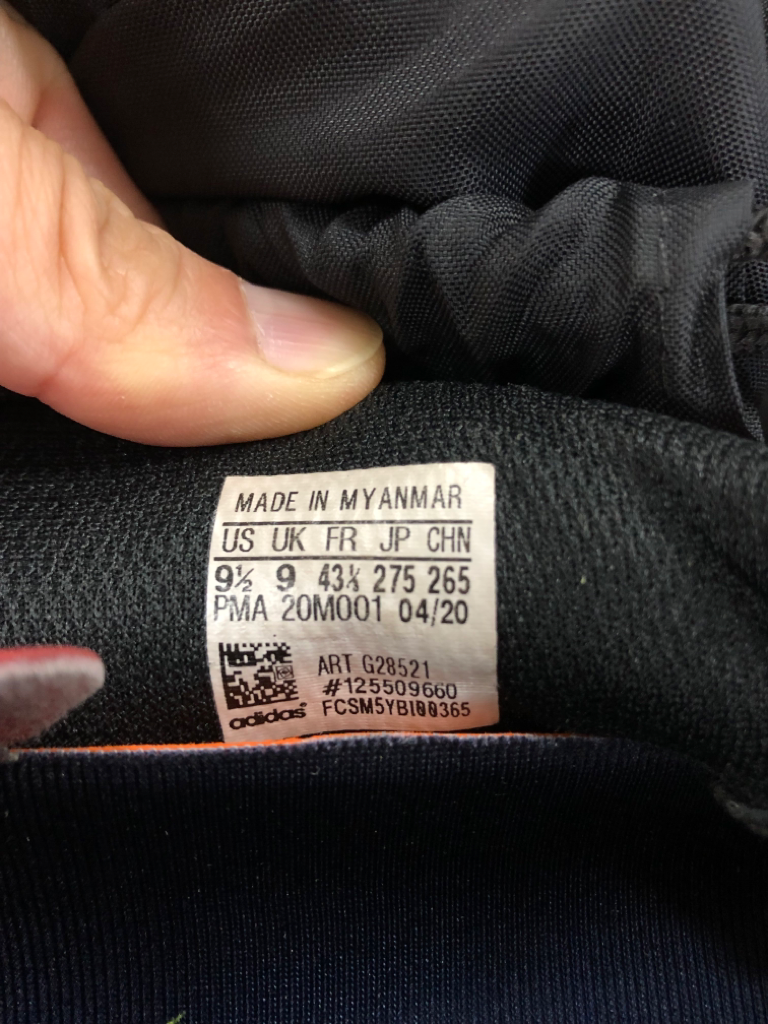 MADE IN MYANMAR
US UK FR JP CHN
9½ 9 43⅓ 275 265
PMA 20M001 04/20
ART G28521
#125509660
adidas FCSM5YBI00365